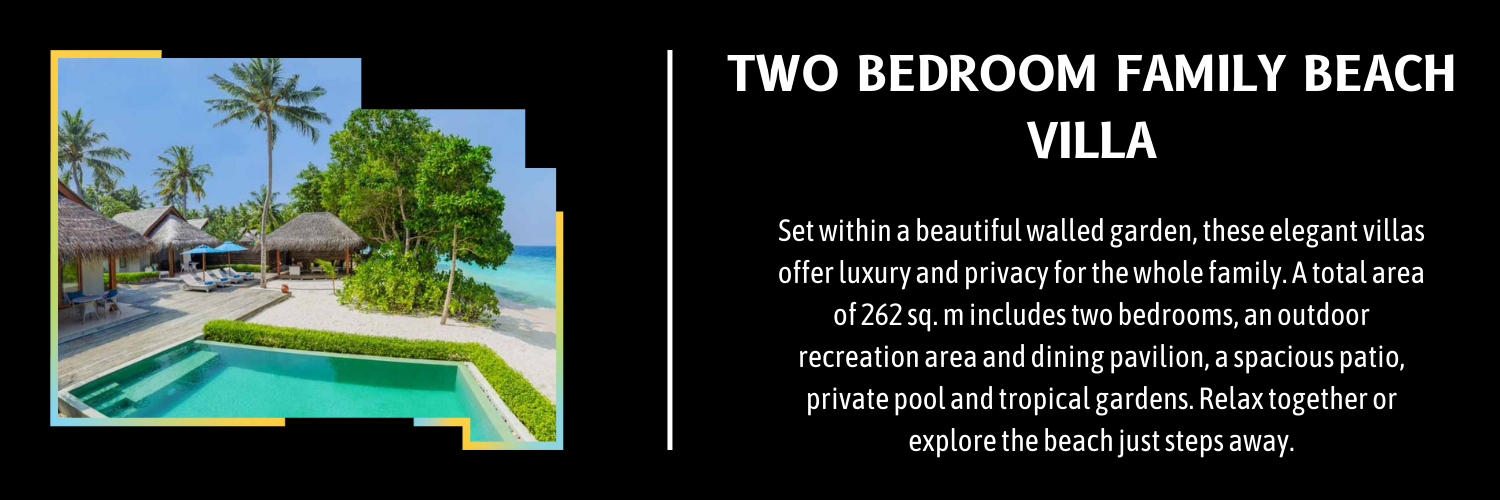 TWO BEDROOM FAMILY BEACH
VILLA
Set within a beautiful walled garden, these elegant villas
offer luxury and privacy for the whole family. A total area
of 262 sq. m includes two bedrooms, an outdoor
recreation area and dining pavilion, a spacious patio,
private pool and tropical gardens. Relax together or
explore the beach just steps away.